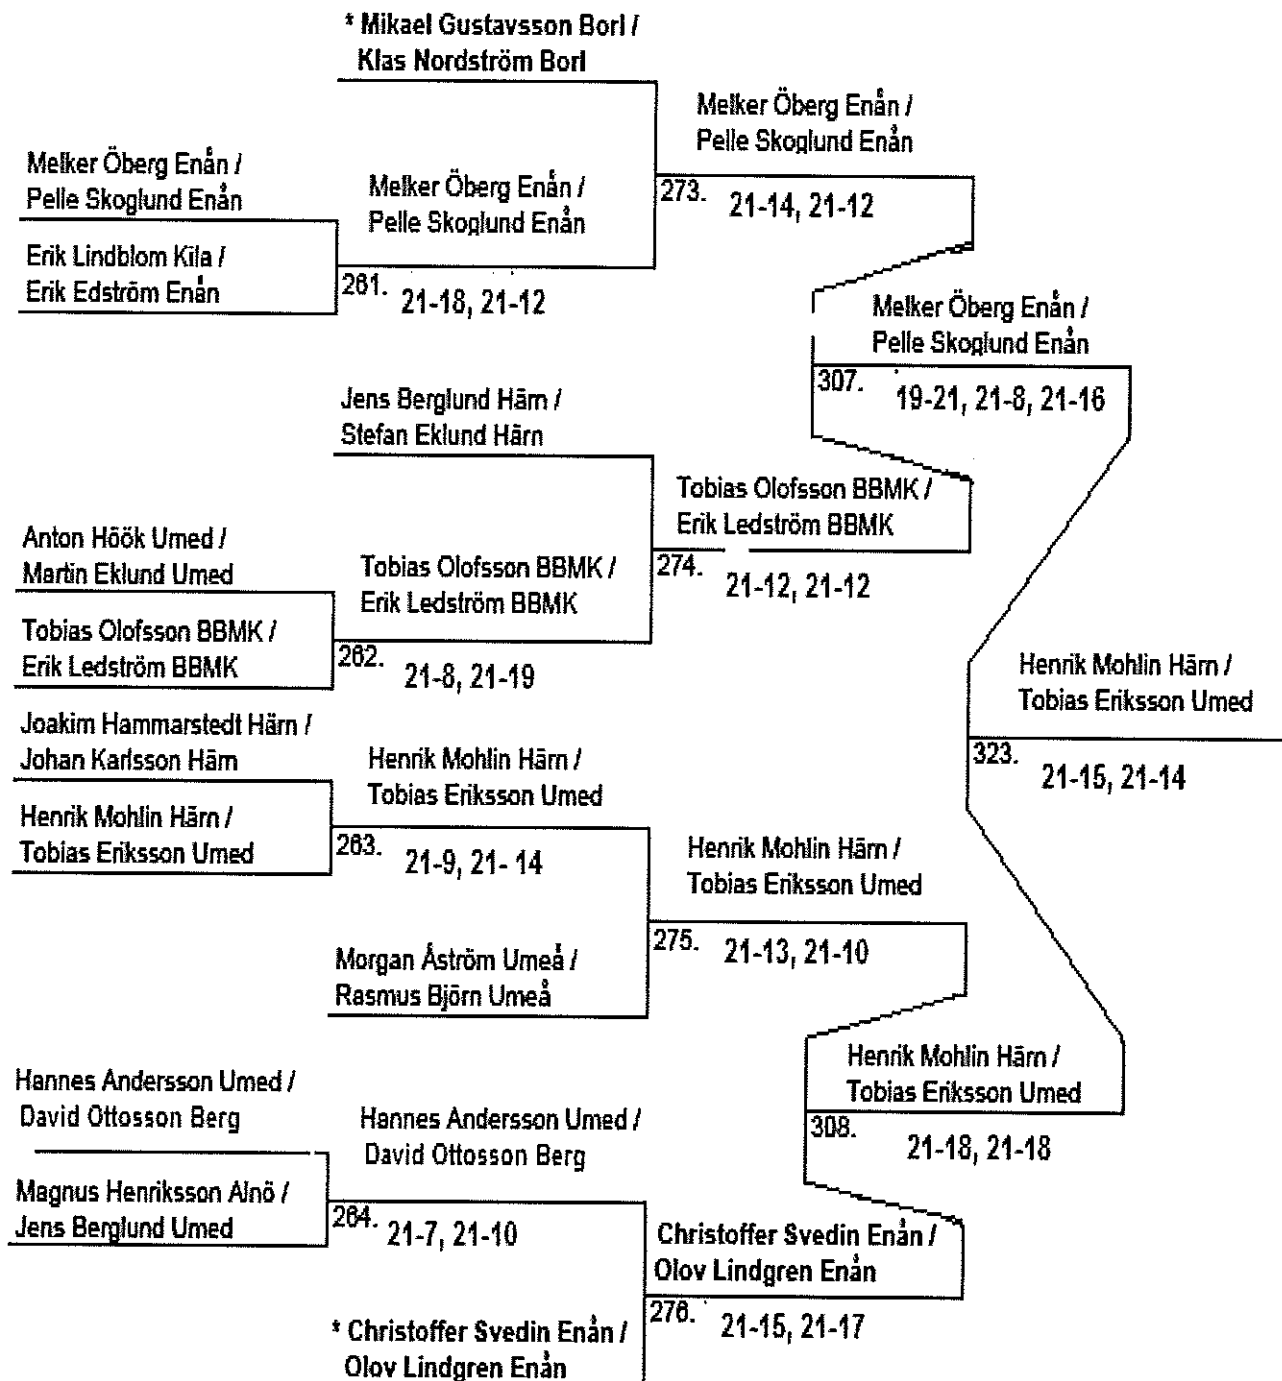 * Mikael Gustavsson Borl /
Klas Nordström Borl
Melker Öberg Enån /
Pelle Skoglund Enån
Melker Öberg Enån /
Pelle Skoglund Enån
Erik Lindblom Kila /
Erik Edström Enån
Melker Öberg Enån /
Pelle Skoglund Enån
273. 21-14, 21-12
261. 21-18, 21-12
Melker Öberg Enån /
Pelle Skoglund Enån
307. 19-21, 21-8, 21-16
Jens Berglund Härn /
Stefan Eklund Härn
Tobias Olofsson BBMK /
Erik Ledström BBMK
274. 21-12, 21-12
Anton Höök Umed /
Martin Eklund Umed
Tobias Olofsson BBMK /
Erik Ledström BBMK
Tobias Olofsson BBMK /
Erik Ledström BBMK
262. 21-8, 21-19
Henrik Mohlin Härn /
Tobias Eriksson Umed
323. 21-15, 21-14
Joakim Hammarstedt Härn /
Johan Karlsson Härn
Henrik Mohlin Härn /
Tobias Eriksson Umed
Henrik Mohlin Härn /
Tobias Eriksson Umed
263. 21-9, 21- 14
Henrik Mohlin Härn /
Tobias Eriksson Umed
275. 21-13, 21-10
Morgan Åström Umeå /
Rasmus Björn Umeå
Henrik Mohlin Härn /
Tobias Eriksson Umed
308. 21-18, 21-18
Hannes Andersson Umed /
David Ottosson Berg
Hannes Andersson Umed /
David Ottosson Berg
Magnus Henriksson Alnö /
Jens Berglund Umed
264. 21-7, 21-10
Christoffer Svedin Enån /
Olov Lindgren Enån
276. 21-15, 21-17
* Christoffer Svedin Enån /
Olov Lindgren Enån